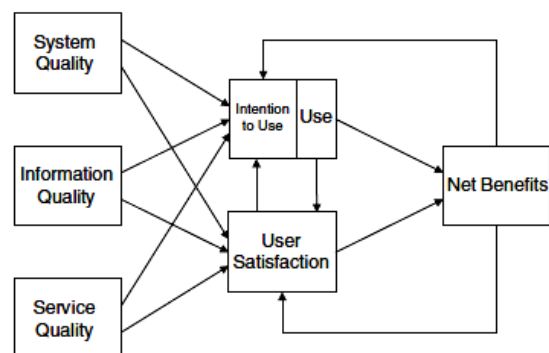 System
Quality
Intention
to Use
Use
Information
Quality
Net Benefits
User
Satisfaction
Service
Quality